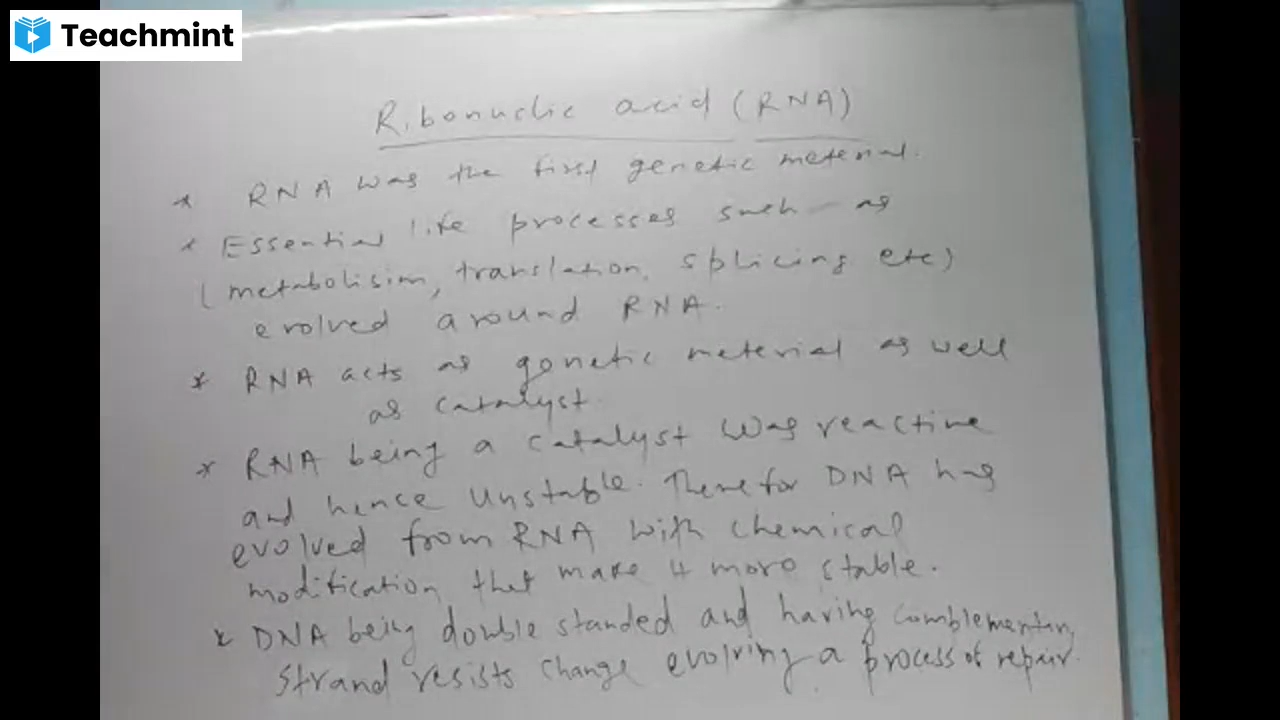 Teachmint
Ribonuclic acid (RNA)
* RNA was the first genetic meterial.
* Essential life processes such - as
(metabolisim, translation, splicing etc)
evolved around RNA.
* RNA acts as genetic meterial as well
as catalyst.
* RNA being a catalyst was reactive
and hence Unstable. There for DNA has
evolved from RNA with chemical
modification that make it more stable.
* DNA being double standed and having complementary
strand resists change evolving a process of repair.